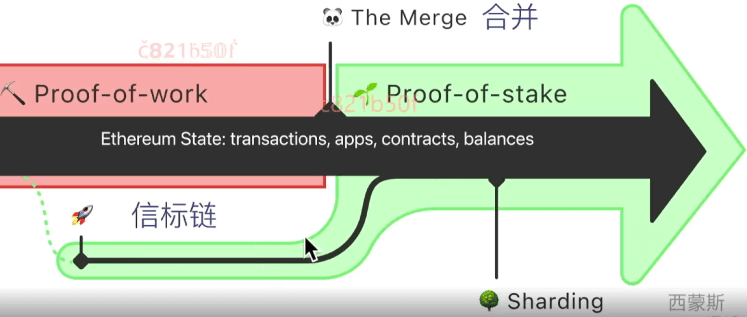 🐼 The Merge 合并
č821b50f
⛏ Proof-of-work
🌱 Proof-of-stake
c821b50f
Ethereum State: transactions, apps, contracts, balances
🚀 信标链
🌳 Sharding
西蒙斯